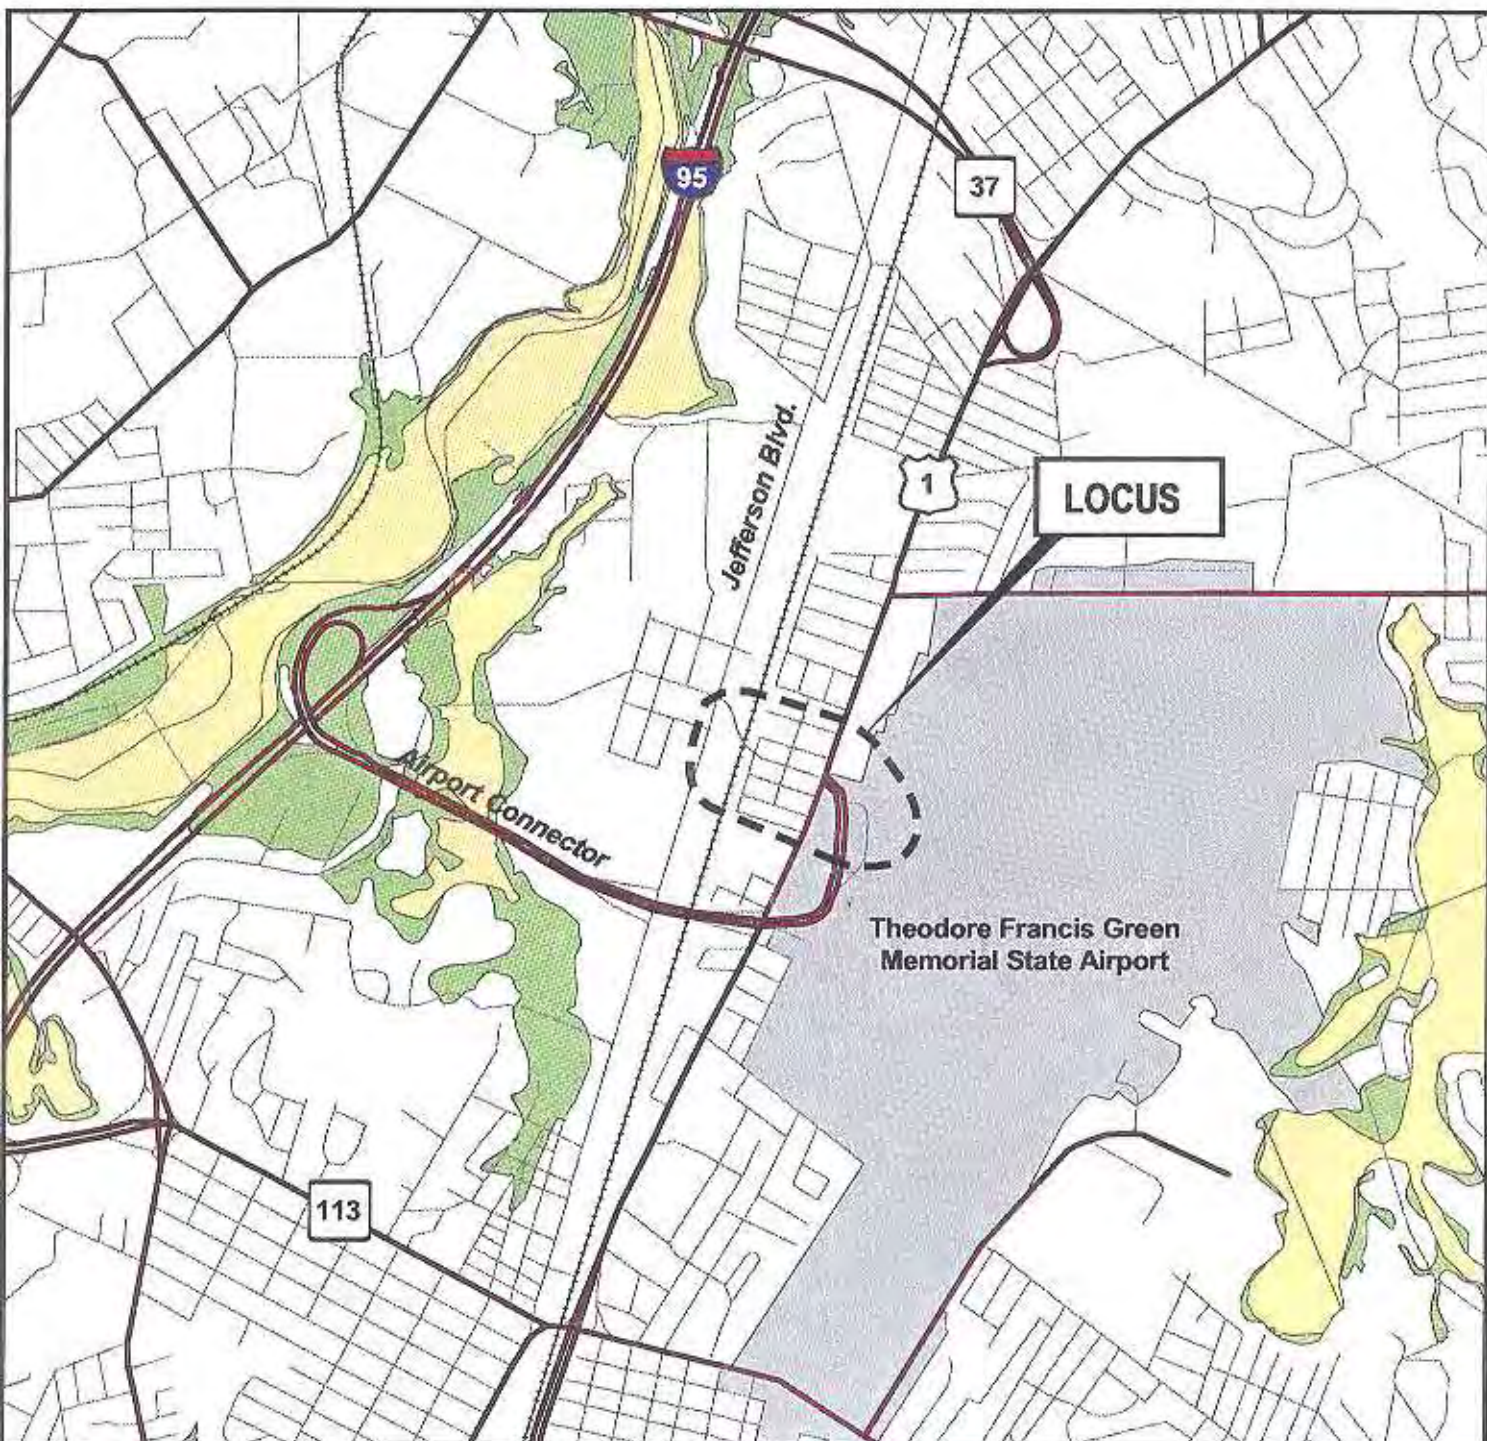 95
37
Jefferson Blvd.
1
LOCUS
Airport Connector
Theodore Francis Green
Memorial State Airport
113